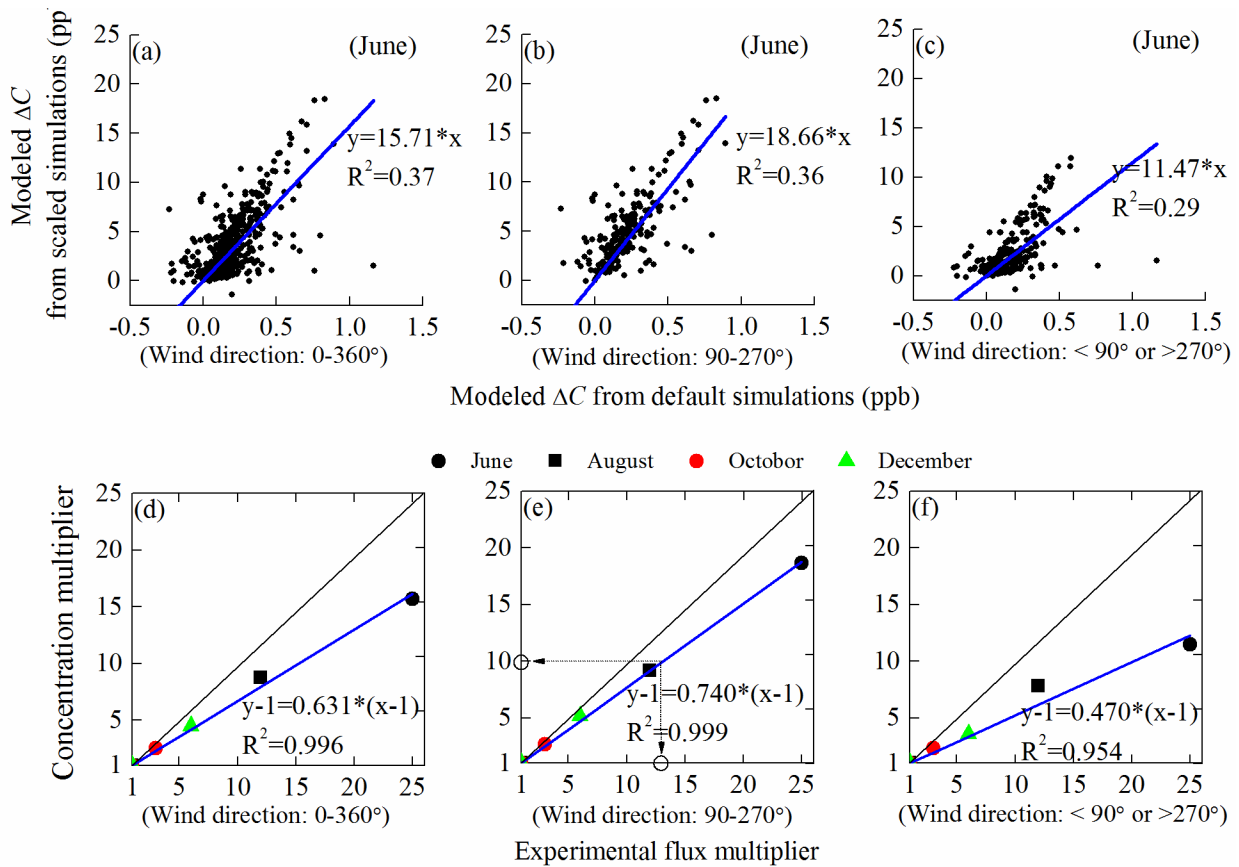 Modeled ΔC
from scaled simulations (pp
25
20
15
10
5
0
(a)
(June)
y=15.71*x
R²=0.37
-0.5 0.0 0.5 1.0 1.5
(Wind direction: 0-360°)
25
20
15
10
5
0
(b)
(June)
y=18.66*x
R²=0.36
-0.5 0.0 0.5 1.0 1.5
(Wind direction: 90-270°)
25
20
15
10
5
0
(c)
(June)
y=11.47*x
R²=0.29
-0.5 0.0 0.5 1.0 1.5
(Wind direction: < 90° or >270°)
Modeled ΔC from default simulations (ppb)
June August Octobor December
Concentration multiplier
25
20
15
10
5
1
(d)
y-1=0.631*(x-1)
R²=0.996
1 5 10 15 20 25
(Wind direction: 0-360°)
25
20
15
10
5
1
(e)
y-1=0.740*(x-1)
R²=0.999
1 5 10 15 20 25
(Wind direction: 90-270°)
25
20
15
10
5
1
(f)
y-1=0.470*(x-1)
R²=0.954
1 5 10 15 20 25
(Wind direction: < 90° or >270°)
Experimental flux multiplier